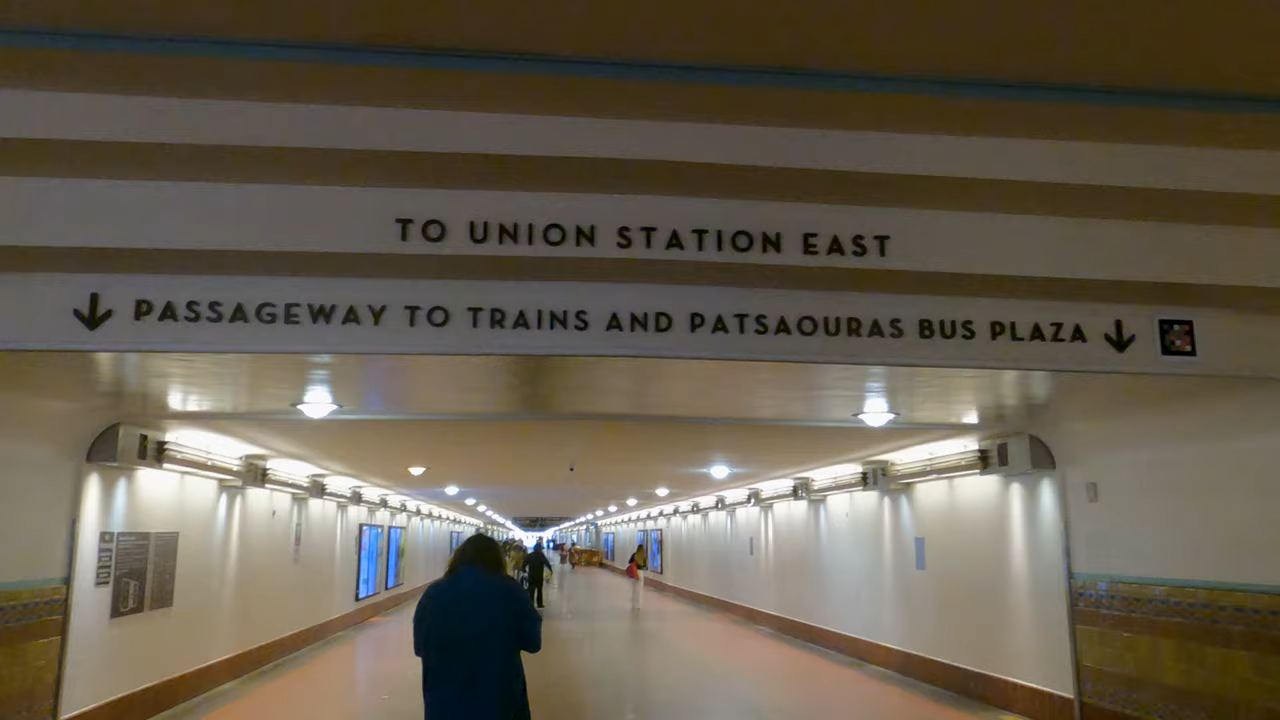 TO UNION STATION EAST
PASSAGEWAY TO TRAINS AND PATSAOURAS BUS PLAZA